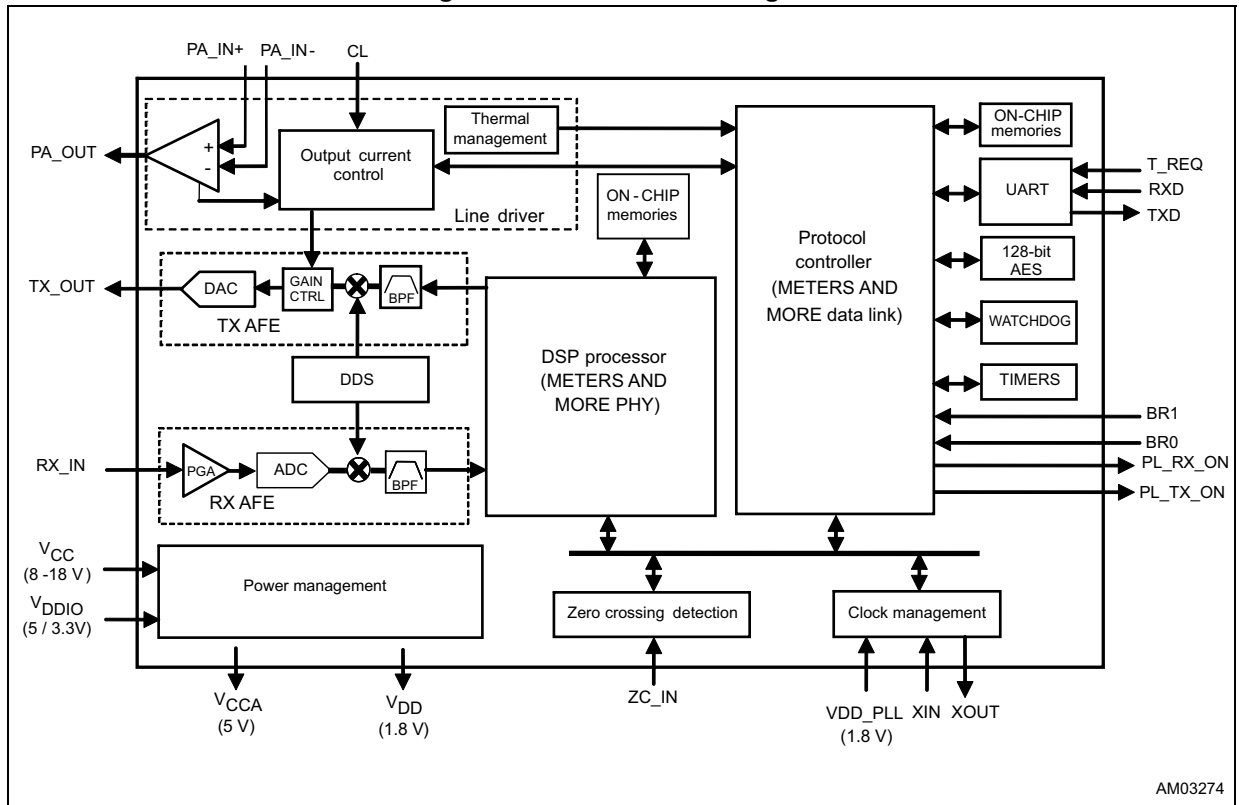 PA_IN+ PA_IN- CL
PA_OUT
+
-
Output current
control
Thermal
management
Line driver
ON-CHIP
memories
TX_OUT
DAC
GAIN
CTRL
BPF
TX AFE
DDS
RX_IN
PGA
ADC
BPF
RX AFE
DSP processor
(METERS AND
MORE PHY)
Protocol
controller
(METERS AND
MORE data link)
ON-CHIP
memories
UART
T_REQ
RXD
TXD
128-bit
AES
WATCHDOG
TIMERS
BR1
BR0
PL_RX_ON
PL_TX_ON
VCC
(8 -18 V)
VDDIO
(5 / 3.3V)
Power management
Zero crossing detection
Clock management
VCCA
(5 V)
VDD
(1.8 V)
ZC_IN
VDD_PLL
(1.8 V)
XIN XOUT
AM03274